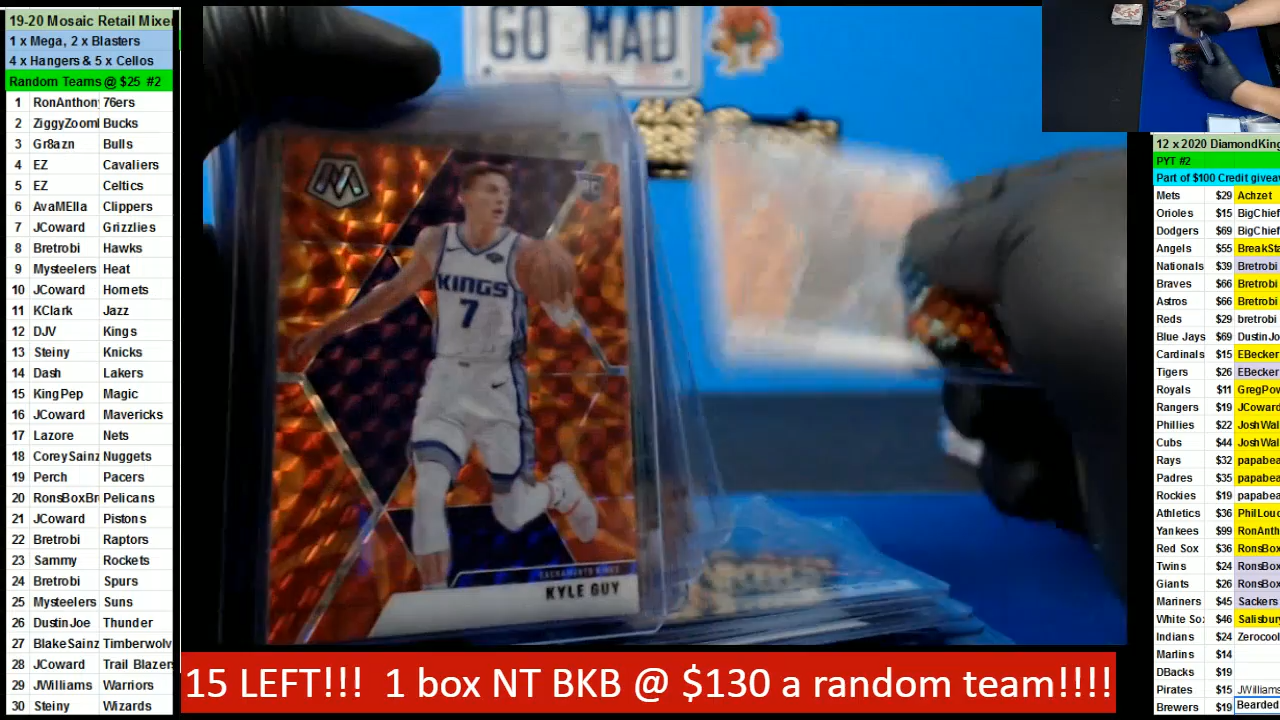 19-20 Mosaic Retail Mixer
1 x Mega, 2 x Blasters
4 x Hangers & 5 x Cellos
Random Teams @ $25 #2
1 RonAnthony 76ers
2 ZiggyZooml Bucks
3 Gr8azn Bulls
4 EZ Cavaliers
5 EZ Celtics
6 AvaMElla Clippers
7 JCoward Grizzlies
8 Bretrobi Hawks
9 Mysteelers Heat
10 JCoward Hornets
11 KClark Jazz
12 DJV Kings
13 Steiny Knicks
14 Dash Lakers
15 KingPep Magic
16 JCoward Mavericks
17 Lazore Nets
18 CoreySainz Nuggets
19 Perch Pacers
20 RonsBoxBr Pelicans
21 JCoward Pistons
22 Bretrobi Raptors
23 Sammy Rockets
24 Bretrobi Spurs
25 Mysteelers Suns
26 DustinJoe Thunder
27 BlakeSainz Timberwolv
28 JCoward Trail Blazers
29 JWilliams Warriors
30 Steiny Wizards
GO MAD
M
RC
KINGS
7
SACRAMENTO KINGS
KYLE GUY
12 x 2020 DiamondKing
PYT #2
Part of $100 Credit giveaw
Mets $29 Achzet
Orioles $15 BigChief
Dodgers $69 BigChief
Angels $55 BreakSta
Nationals $39 Bretrobi
Braves $66 Bretrobi
Astros $66 Bretrobi
Reds $29 bretrobi
Blue Jays $69 DustinJo
Cardinals $15 EBecker
Tigers $26 EBecker
Royals $11 GregPow
Rangers $19 JCoward
Phillies $22 JoshWal
Cubs $44 JoshWal
Rays $32 papabea
Padres $35 papabea
Rockies $19 papabea
Athletics $36 PhilLoud
Yankees $99 RonAnth
Red Sox $36 RonsBox
Twins $24 RonsBox
Giants $26 RonsBox
Mariners $45 Sackers
White Sox $46 Salisbury
Indians $24 Zerocool
Marlins $14
DBacks $19
Pirates $15 JWilliams
Brewers $19 Bearded
15 LEFT!!! 1 box NT BKB @ $130 a random team!!!!